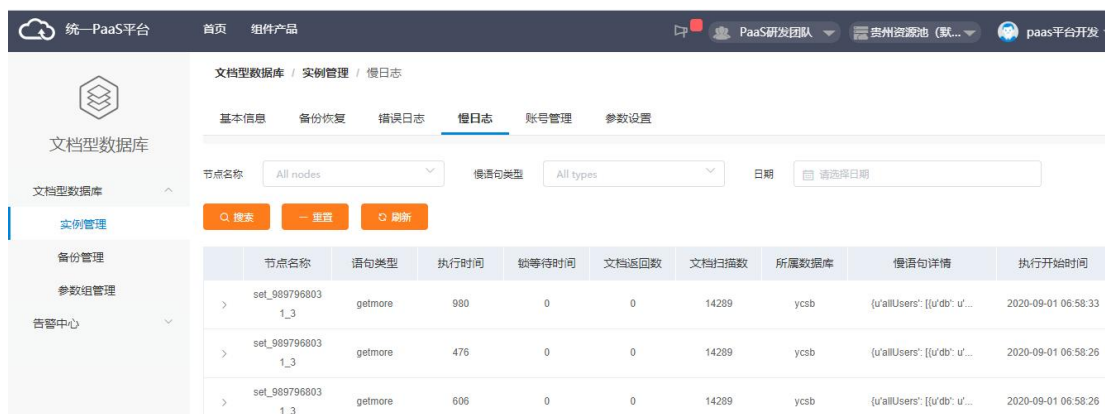 统一PaaS平台 首页 组件产品 PaaS研发团队 贵州资源池（默... paas平台开发
文档型数据库 / 实例管理 / 慢日志
基本信息 备份恢复 错误日志 慢日志 账号管理 参数设置
文档型数据库
节点名称 All nodes 慢语句类型 All types 日期 请选择日期
文档型数据库
实例管理
搜索 重置 刷新
备份管理
参数组管理
告警中心
节点名称 语句类型 执行时间 锁等待时间 文档返回数 文档扫描数 所属数据库 慢语句详情 执行开始时间
set_989796803
1_3 getmore 980 0 0 14289 ycsb {u'allUsers': [{u'db': u'... 2020-09-01 06:58:33
set_989796803
1_3 getmore 476 0 0 14289 ycsb {u'allUsers': [{u'db': u'... 2020-09-01 06:58:26
set_989796803
1_3 getmore 606 0 0 14289 ycsb {u'allUsers': [{u'db': u'... 2020-09-01 06:58:26